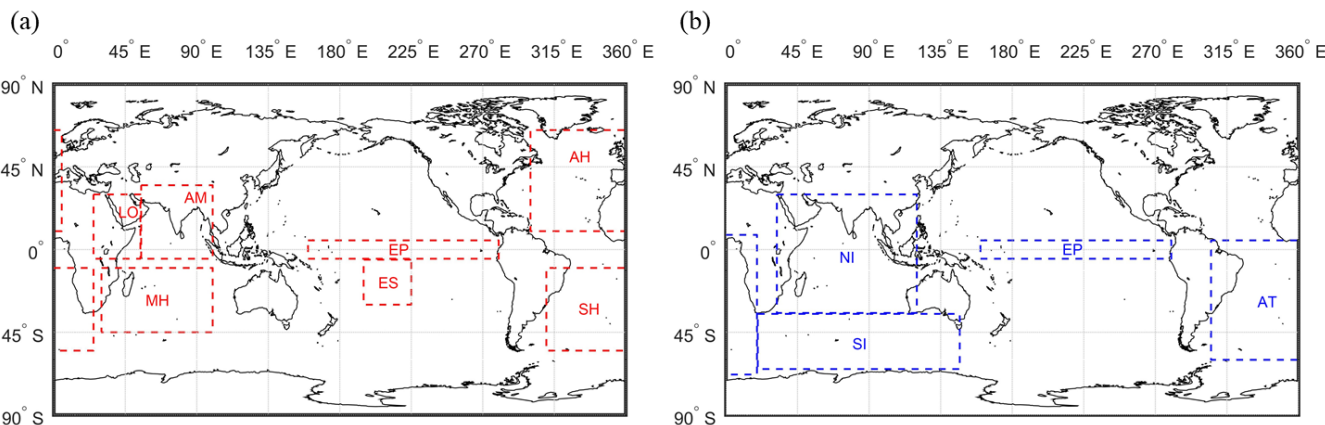 (a)
0° 45° E 90° E 135° E 180° E 225° E 270° E 315° E 360° E
90° N
45° N
0°
45° S
90° S
AH
AM
LO
EP
ES
MH
SH
(b)
0° 45° E 90° E 135° E 180° E 225° E 270° E 315° E 360° E
90° N
45° N
0°
45° S
90° S
EP
NI
AT
SI